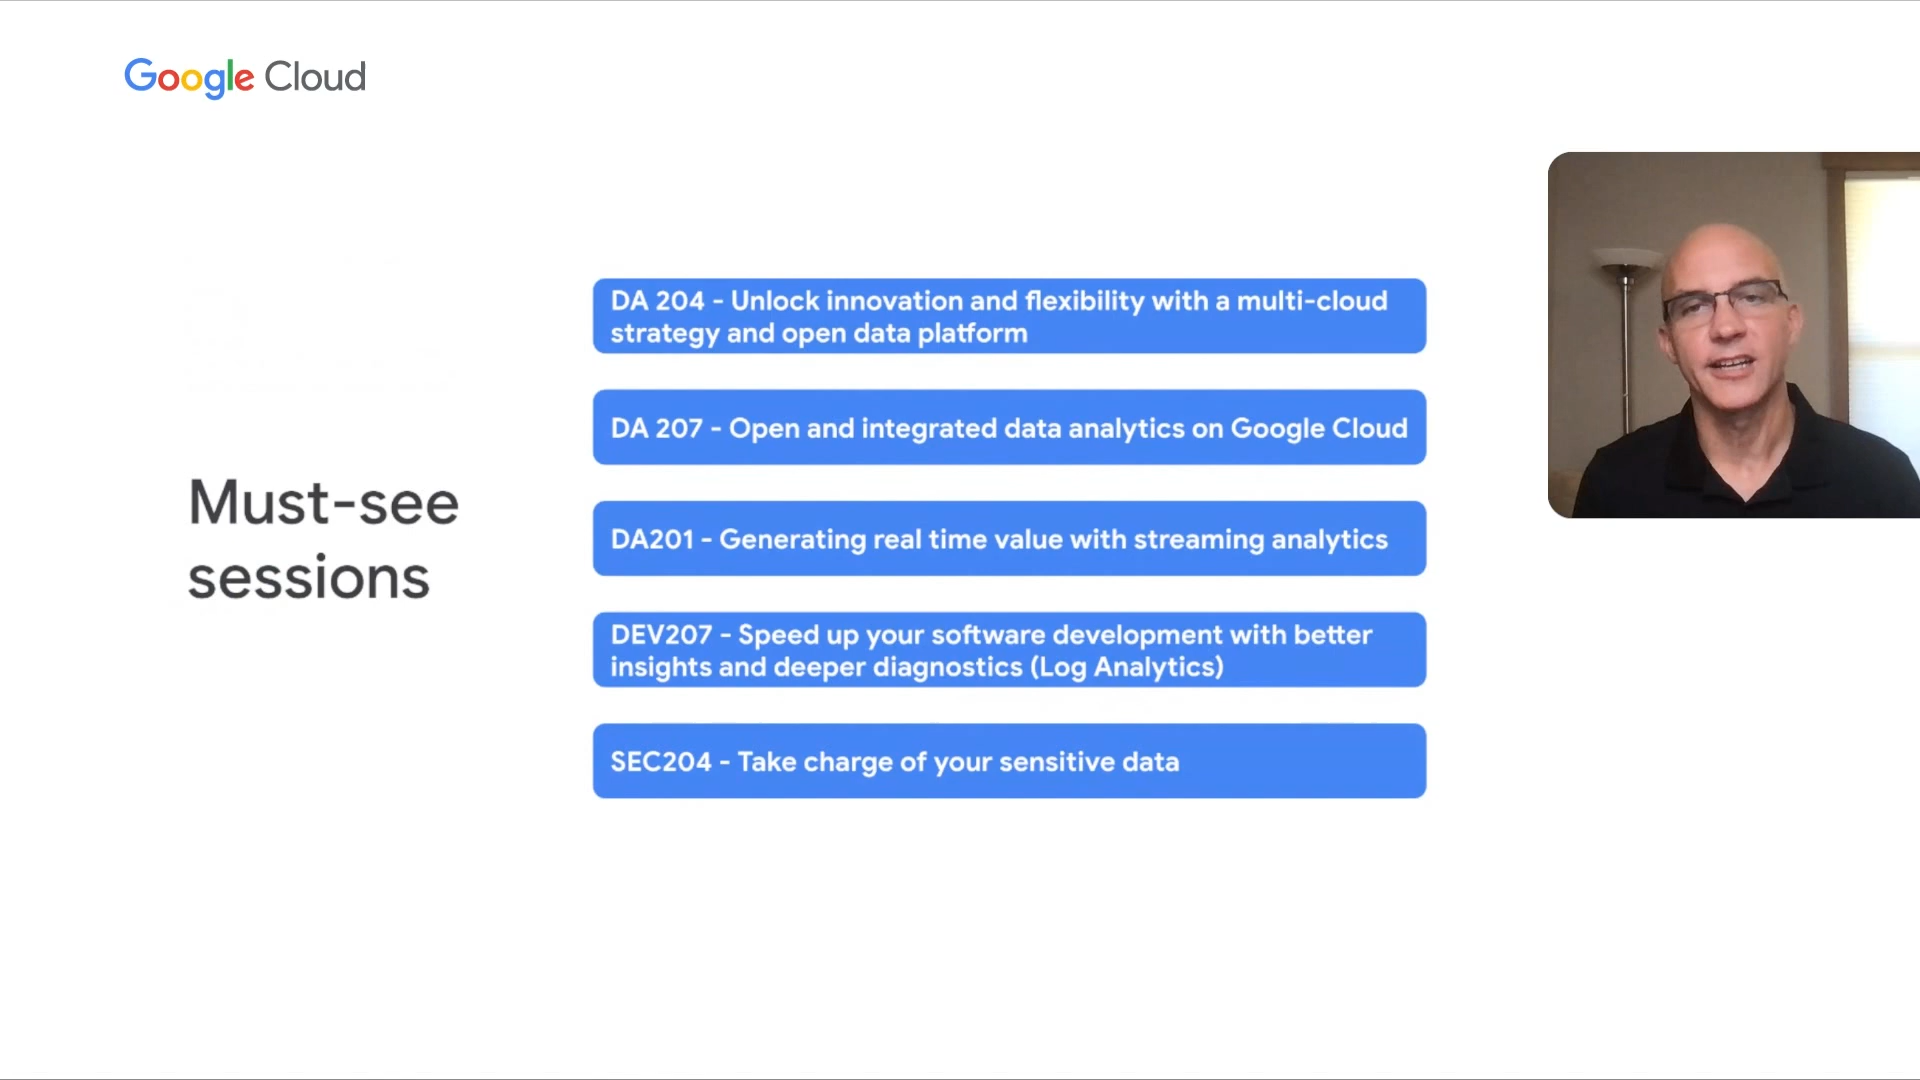 Google Cloud
Must-see
sessions
DA 204 - Unlock innovation and flexibility with a multi-cloud
strategy and open data platform
DA 207 - Open and integrated data analytics on Google Cloud
DA201 - Generating real time value with streaming analytics
DEV207 - Speed up your software development with better
insights and deeper diagnostics (Log Analytics)
SEC204 - Take charge of your sensitive data